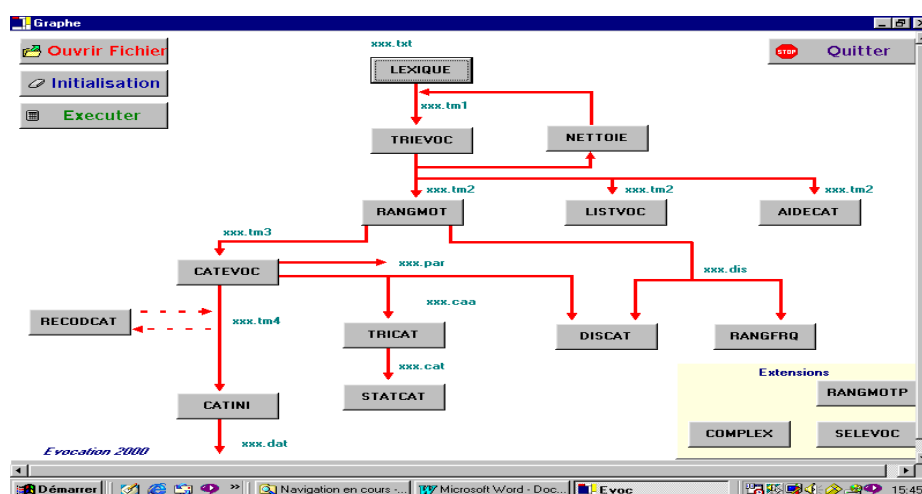 Graphe
Ouvrir Fichier
xxx.txt
Quitter
STOP
LEXIQUE
Initialisation
xxx.tm1
Executer
TRIEVOC
NETTOIE
xxx.tm2
xxx.tm2
xxx.tm2
RANGMOT
LISTVOC
AIDECAT
xxx.tm3
CATEVOC
xxx.par
xxx.dis
xxx.caa
RECODCAT
xxx.tm4
TRICAT
DISCAT
RANGFRQ
xxx.cat
Extensions
STATCAT
RANGMOTP
CATINI
COMPLEX
SELEVOC
Evocation 2000
xxx.dat
Démarrer
»
Navigation en cours -...
Microsoft Word - Doc...
Evoc
15:45